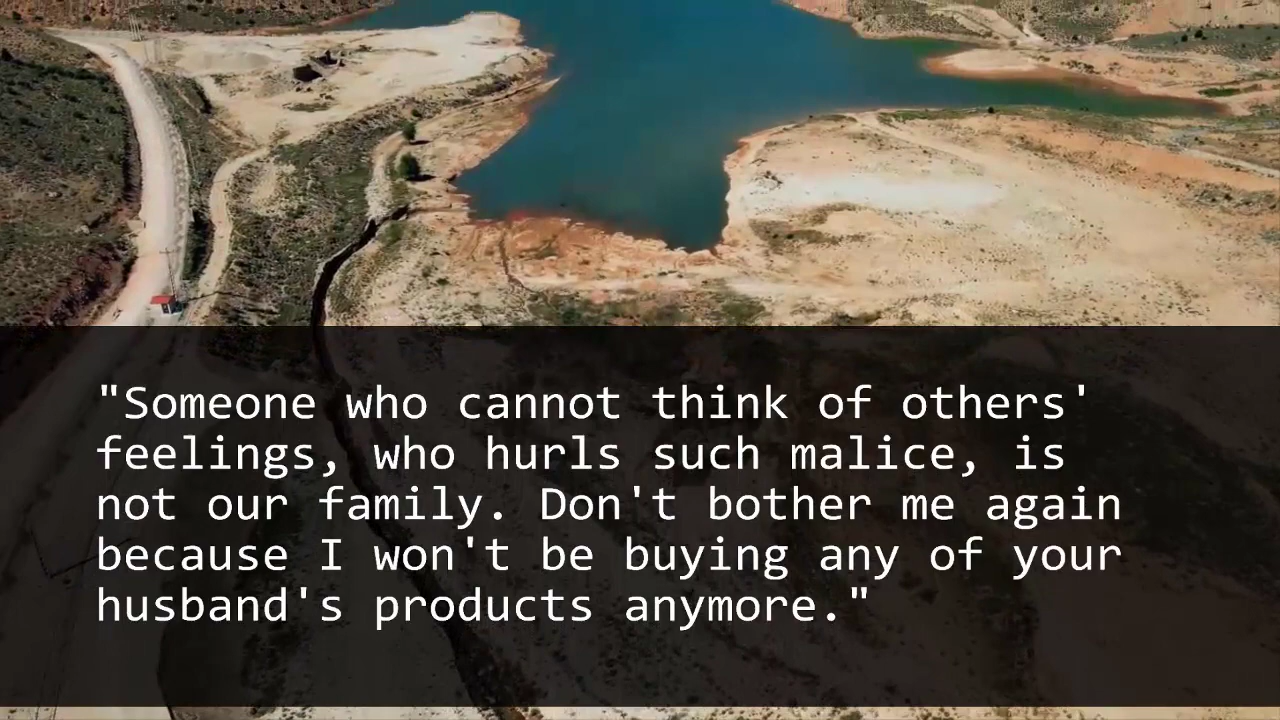 "Someone who cannot think of others'
feelings, who hurls such malice, is
not our family. Don't bother me again
because I won't be buying any of your
husband's products anymore."